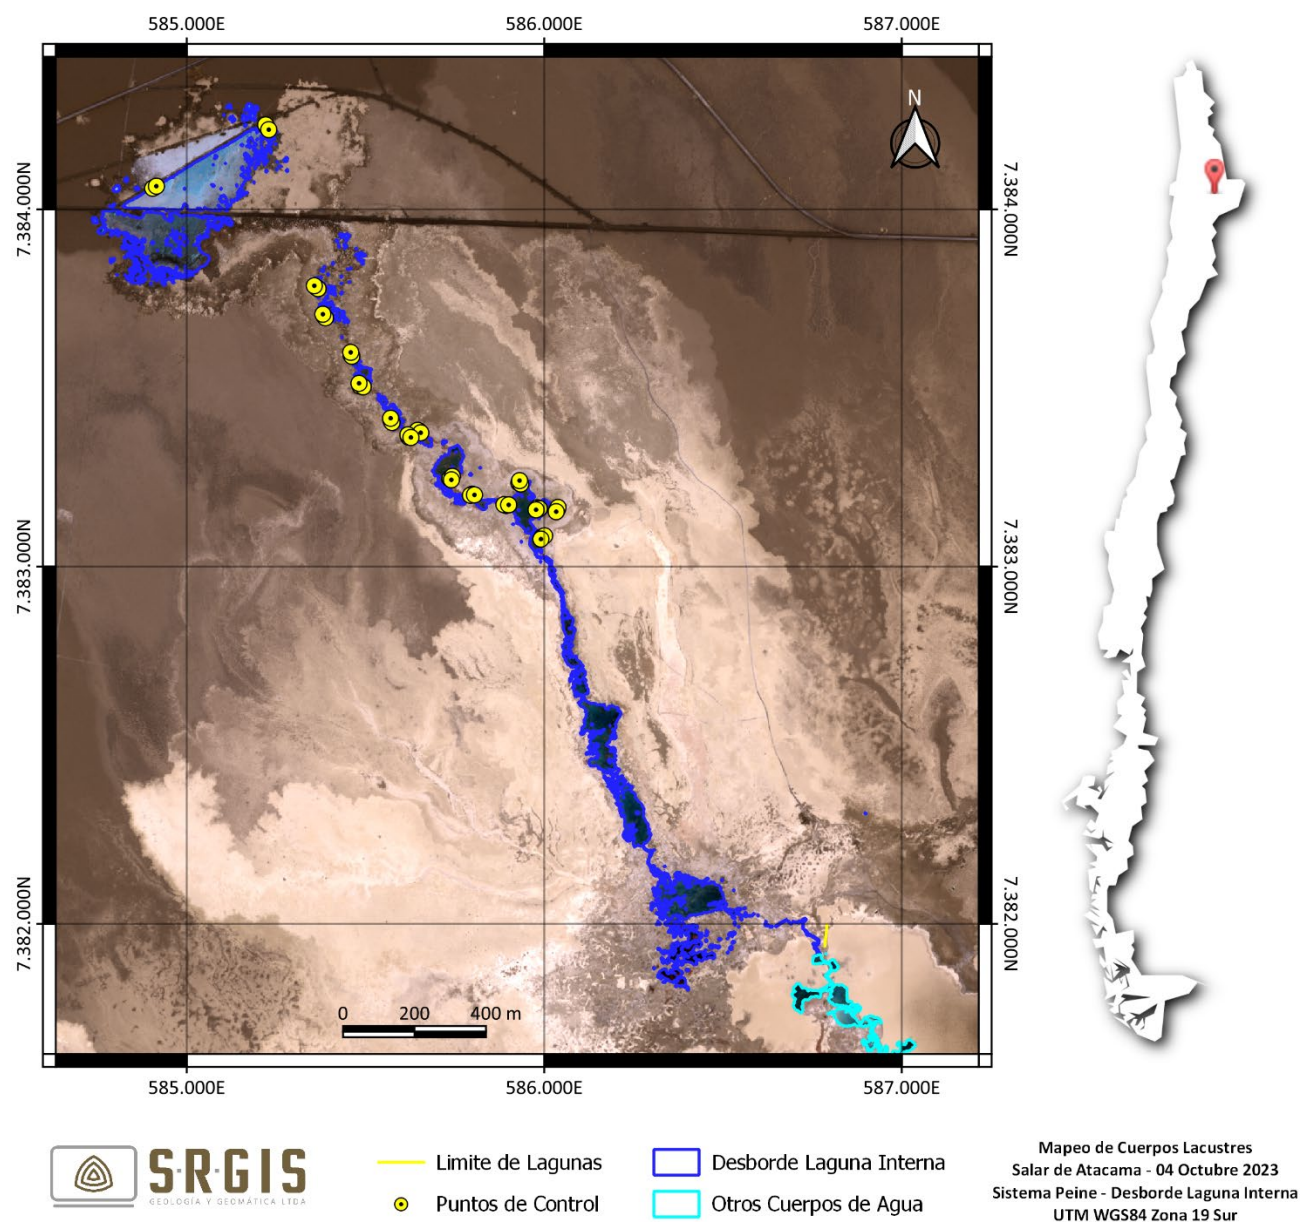 585.000E 586.000E 587.000E
N
7.384.000N 7.384.000N
7.383.000N 7.383.000N
7.382.000N 7.382.000N
0 200 400 m
585.000E 586.000E 587.000E
S·R·GIS
GEOLOGÍA Y GEOMÁTICA LTDA
Limite de Lagunas
Puntos de Control
Desborde Laguna Interna
Otros Cuerpos de Agua
Mapeo de Cuerpos Lacustres
Salar de Atacama - 04 Octubre 2023
Sistema Peine - Desborde Laguna Interna
UTM WGS84 Zona 19 Sur